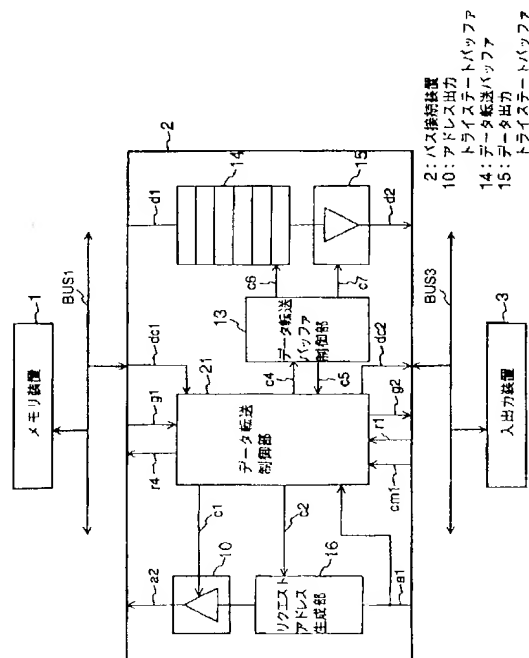 1
メモリ装置
BUS1
2
a2
r4
g1
dc1
d1
10
c1
21
データ転送
制御部
c4
c5
13
データ転送
バッファ
制御部
c6
c7
14
15
c2
16
リクエスト
アドレス
生成部
a1
cm1
r1
g2
dc2
d2
BUS3
3
入出力装置
2:バス接続装置
10:アドレス出力
トライステートバッファ
14:データ転送バッファ
15:データ出力
トライステートバッファ